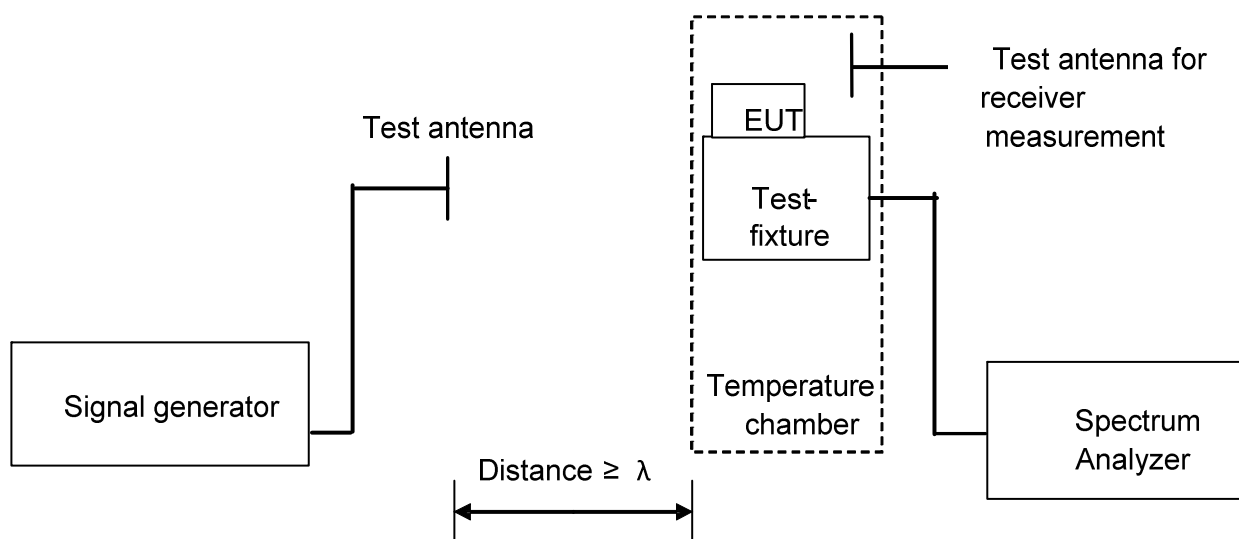 Test antenna for
receiver
measurement
EUT
Test antenna
Test-
fixture
Signal generator
Temperature
chamber
Spectrum
Analyzer
Distance ≥ λ